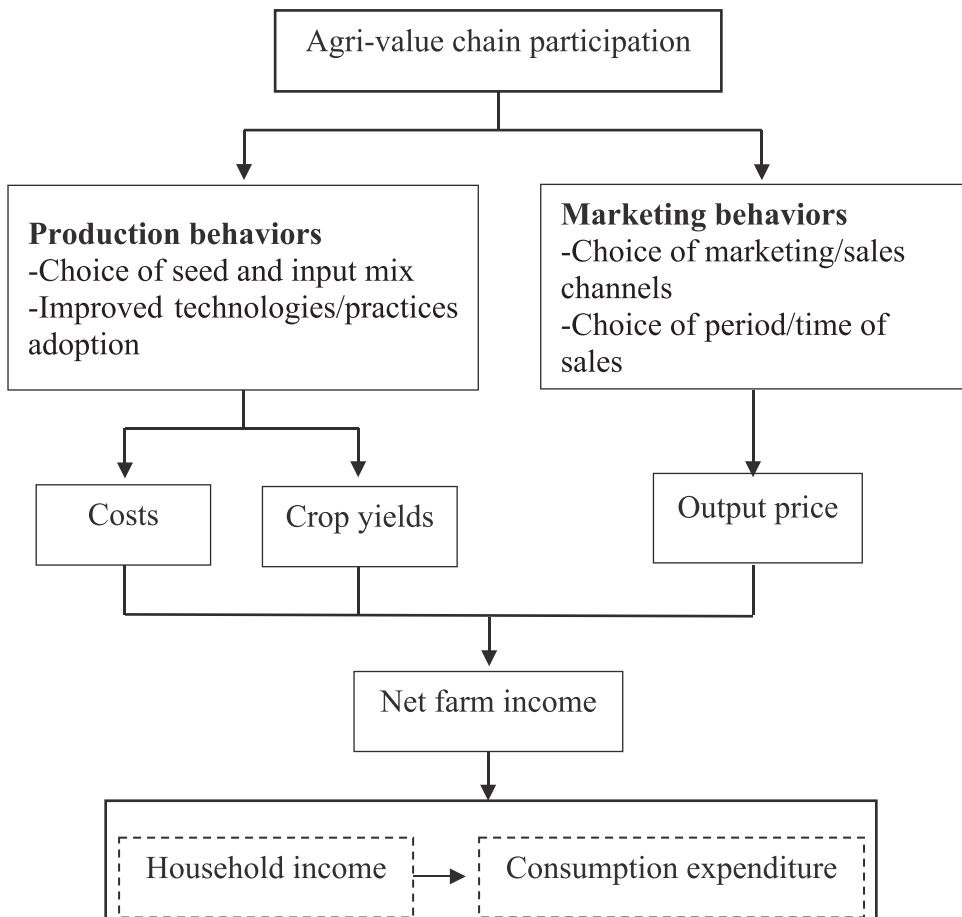 Agri-value chain participation
Production behaviors
-Choice of seed and input mix
-Improved technologies/practices
adoption
Marketing behaviors
-Choice of marketing/sales
channels
-Choice of period/time of
sales
Costs
Crop yields
Output price
Net farm income
Household income
Consumption expenditure